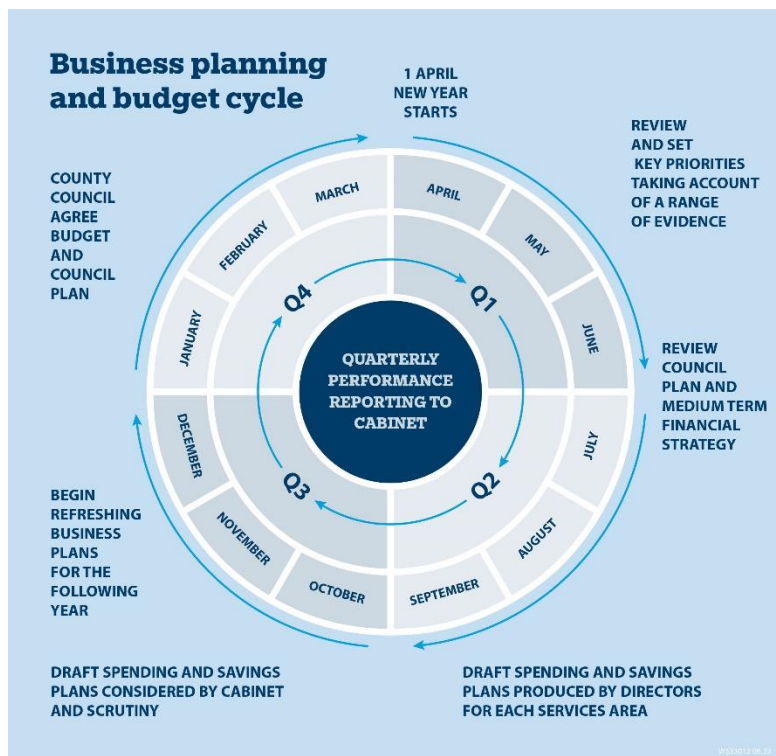 Business planning
and budget cycle
1 APRIL
NEW YEAR
STARTS
REVIEW
AND SET
KEY PRIORITIES
TAKING ACCOUNT
OF A RANGE
OF EVIDENCE
REVIEW
COUNCIL
PLAN AND
MEDIUM TERM
FINANCIAL
STRATEGY
DRAFT SPENDING AND SAVINGS
PLANS PRODUCED BY DIRECTORS
FOR EACH SERVICES AREA
DRAFT SPENDING AND SAVINGS
PLANS CONSIDERED BY CABINET
AND SCRUTINY
BEGIN
REFRESHING
BUSINESS
PLANS
FOR THE
FOLLOWING
YEAR
COUNTY
COUNCIL
AGREE
BUDGET
AND
COUNCIL
PLAN
APRIL
MAY
JUNE
JULY
AUGUST
SEPTEMBER
OCTOBER
NOVEMBER
DECEMBER
JANUARY
FEBRUARY
MARCH
Q1
Q2
Q3
Q4
QUARTERLY
PERFORMANCE
REPORTING TO
CABINET